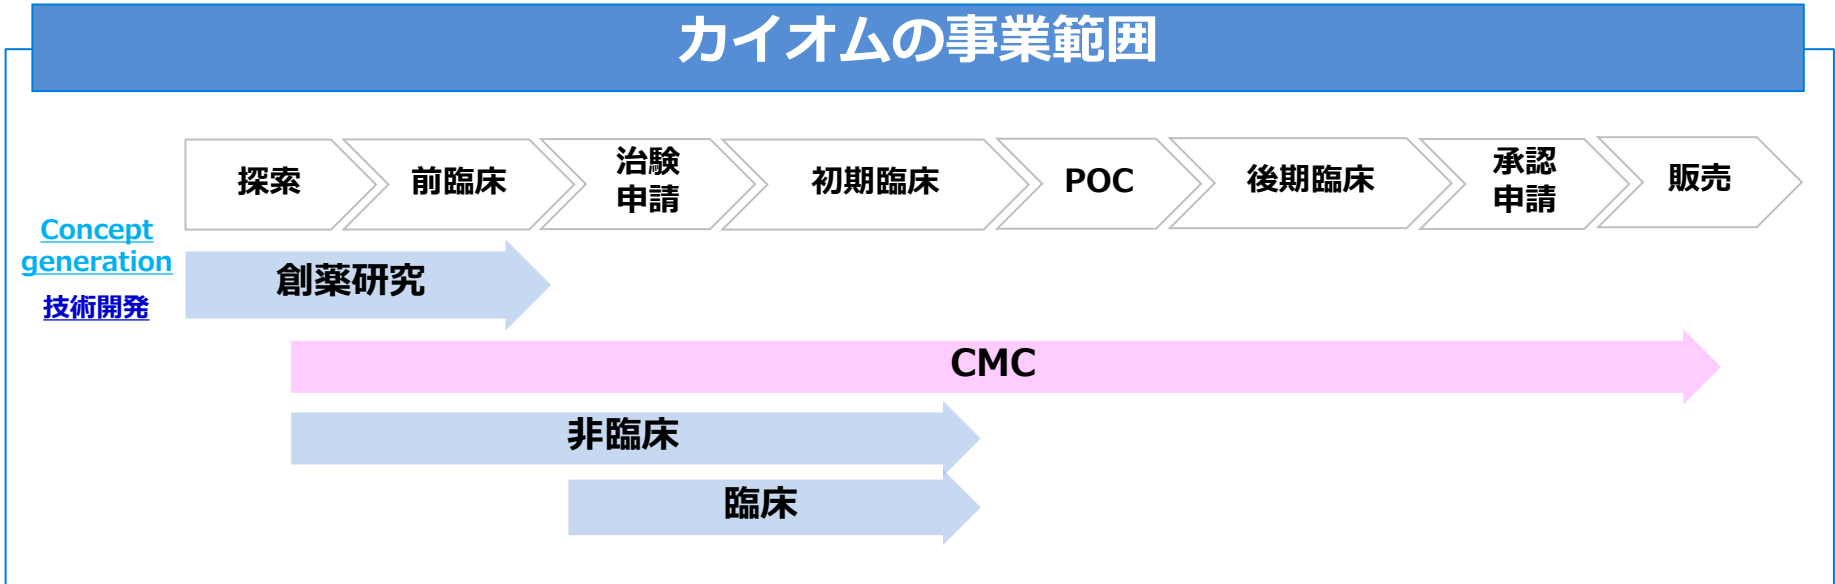 カイオムの事業範囲
探索
前臨床
治験
申請
初期臨床
POC
後期臨床
承認
申請
販売
Concept
generation
技術開発
創薬研究
CMC
非臨床
臨床